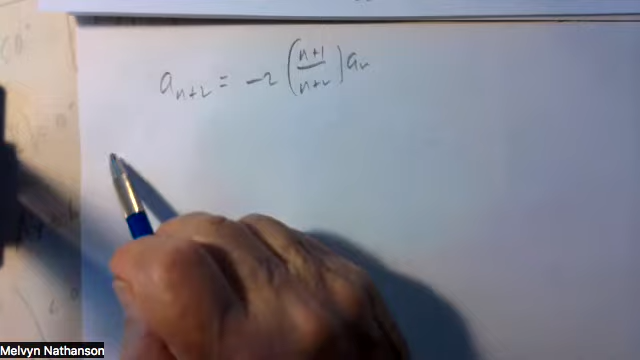 a_{n+2} = -2 (n+1/n+2) a_n
Melvyn Nathanson